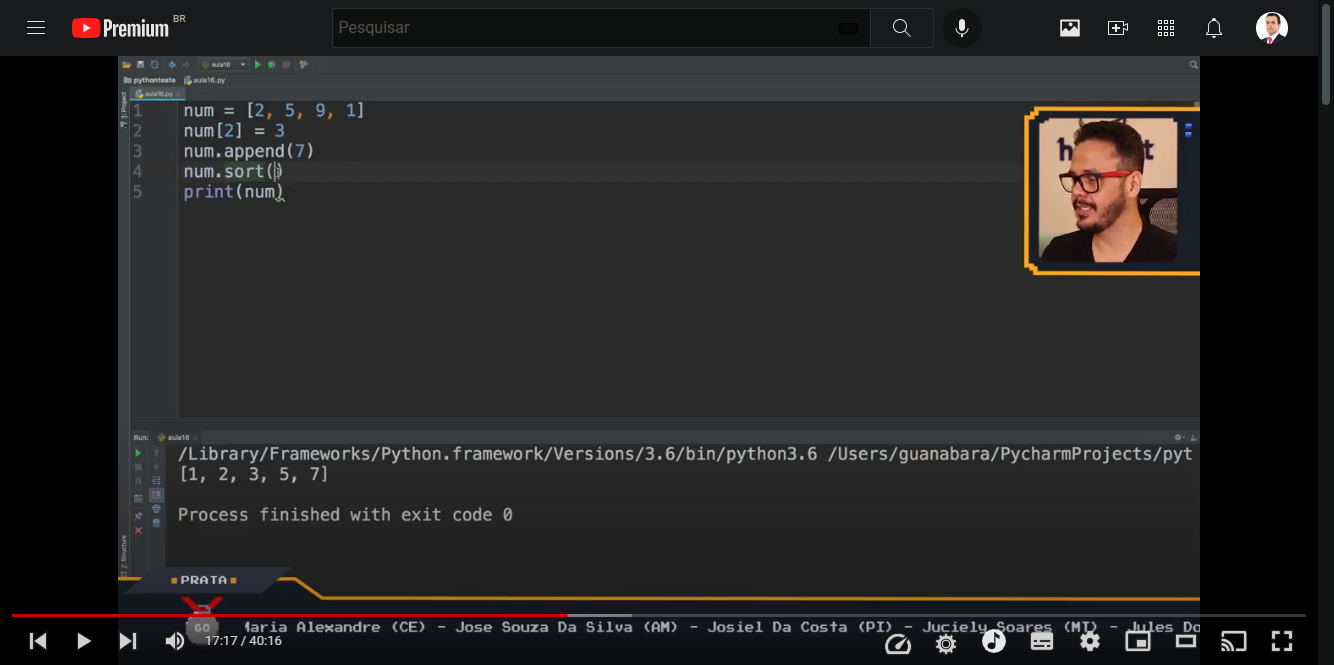 Premium BR
Pesquisar
aula16
pythonteste aula16.py
aula16.py
1: Project
1 num = [2, 5, 9, 1]
2 num[2] = 3
3 num.append(7)
4 num.sort()
5 print(num)
Run: aula16
/Library/Frameworks/Python.framework/Versions/3.6/bin/python3.6 /Users/guanabara/PycharmProjects/pyt
[1, 2, 3, 5, 7]
Process finished with exit code 0
Z: Structure
PRATA
GO
Maria Alexandre (CE) - Jose Souza Da Silva (AM) - Josiel Da Costa (PI) - Juciely Soares (MT) - Jules Do
17:17 / 40:16